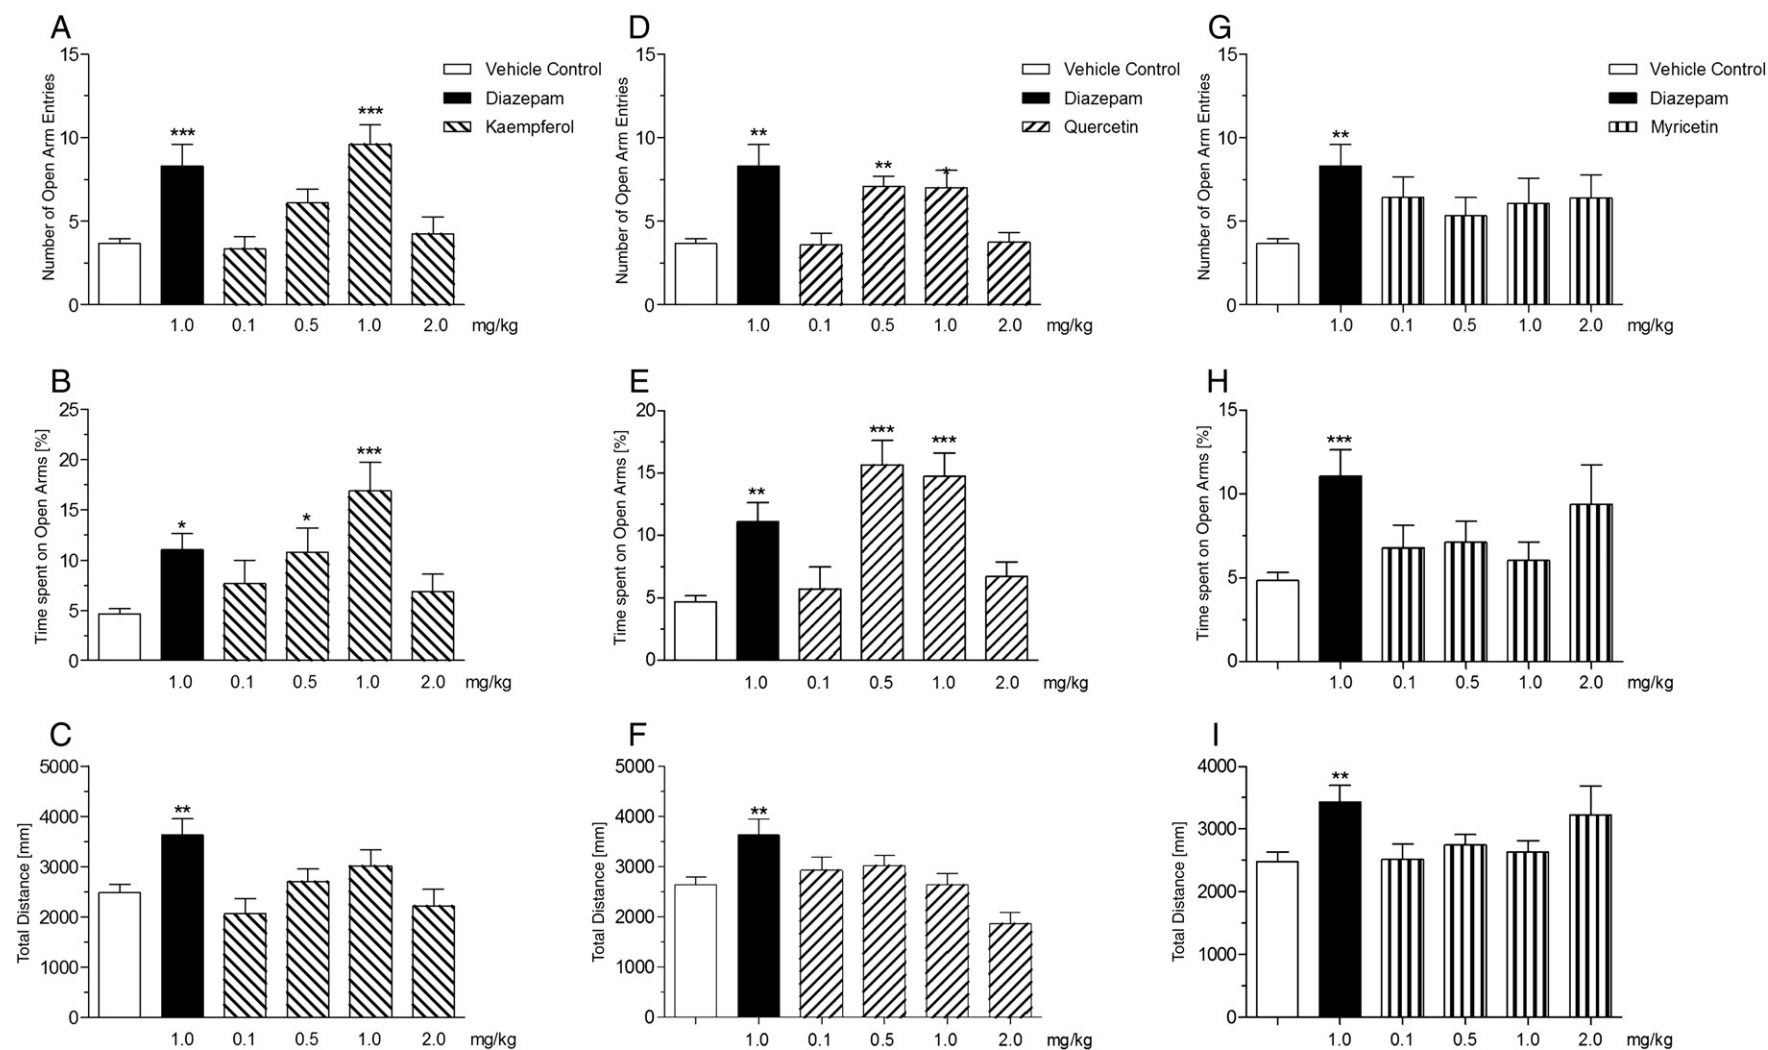 A
Number of Open Arm Entries
15
10
5
0
***
***
Vehicle Control
Diazepam
Kaempferol
1.0 0.1 0.5 1.0 2.0 mg/kg
D
Number of Open Arm Entries
15
10
5
0
**
**
*
Vehicle Control
Diazepam
Quercetin
1.0 0.1 0.5 1.0 2.0 mg/kg
G
Number of Open Arm Entries
15
10
5
0
**
Vehicle Control
Diazepam
Myricetin
1.0 0.1 0.5 1.0 2.0 mg/kg
B
Time spent on Open Arms [%]
25
20
15
10
5
0
*
*
***
1.0 0.1 0.5 1.0 2.0 mg/kg
E
Time spent on Open Arms [%]
20
15
10
5
0
**
***
***
1.0 0.1 0.5 1.0 2.0 mg/kg
H
Time spent on Open Arms [%]
15
10
5
0
***
1.0 0.1 0.5 1.0 2.0 mg/kg
C
Total Distance [mm]
5000
4000
3000
2000
1000
0
**
1.0 0.1 0.5 1.0 2.0 mg/kg
F
Total Distance [mm]
5000
4000
3000
2000
1000
0
**
1.0 0.1 0.5 1.0 2.0 mg/kg
I
Total Distance [mm]
4000
3000
2000
1000
0
**
1.0 0.1 0.5 1.0 2.0 mg/kg